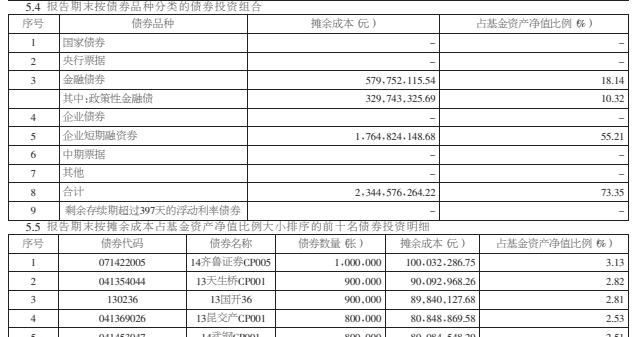 5.4 报告期末按债券品种分类的债券投资组合
序号 债券品种 摊余成本（元） 占基金资产净值比例（%）
1 国家债券 – –
2 央行票据 – –
3 金融债券 579,752,115.54 18.14
其中:政策性金融债 329,743,325.69 10.32
4 企业债券 – –
5 企业短期融资券 1,764,824,148.68 55.21
6 中期票据 – –
7 其他 – –
8 合计 2,344,576,264.22 73.35
9 剩余存续期超过397天的浮动利率债券 – –
5.5 报告期末按摊余成本占基金资产净值比例大小排序的前十名债券投资明细
序号 债券代码 债券名称 债券数量（张） 摊余成本（元） 占基金资产净值比例（%）
1 071422005 14齐鲁证券CP005 1,000,000 100,032,286.75 3.13
2 041354044 13天生桥CP001 900,000 90,092,968.26 2.82
3 130236 13国开36 900,000 89,840,127.68 2.81
4 041369026 13昆交产CP001 800,000 80,848,869.58 2.53